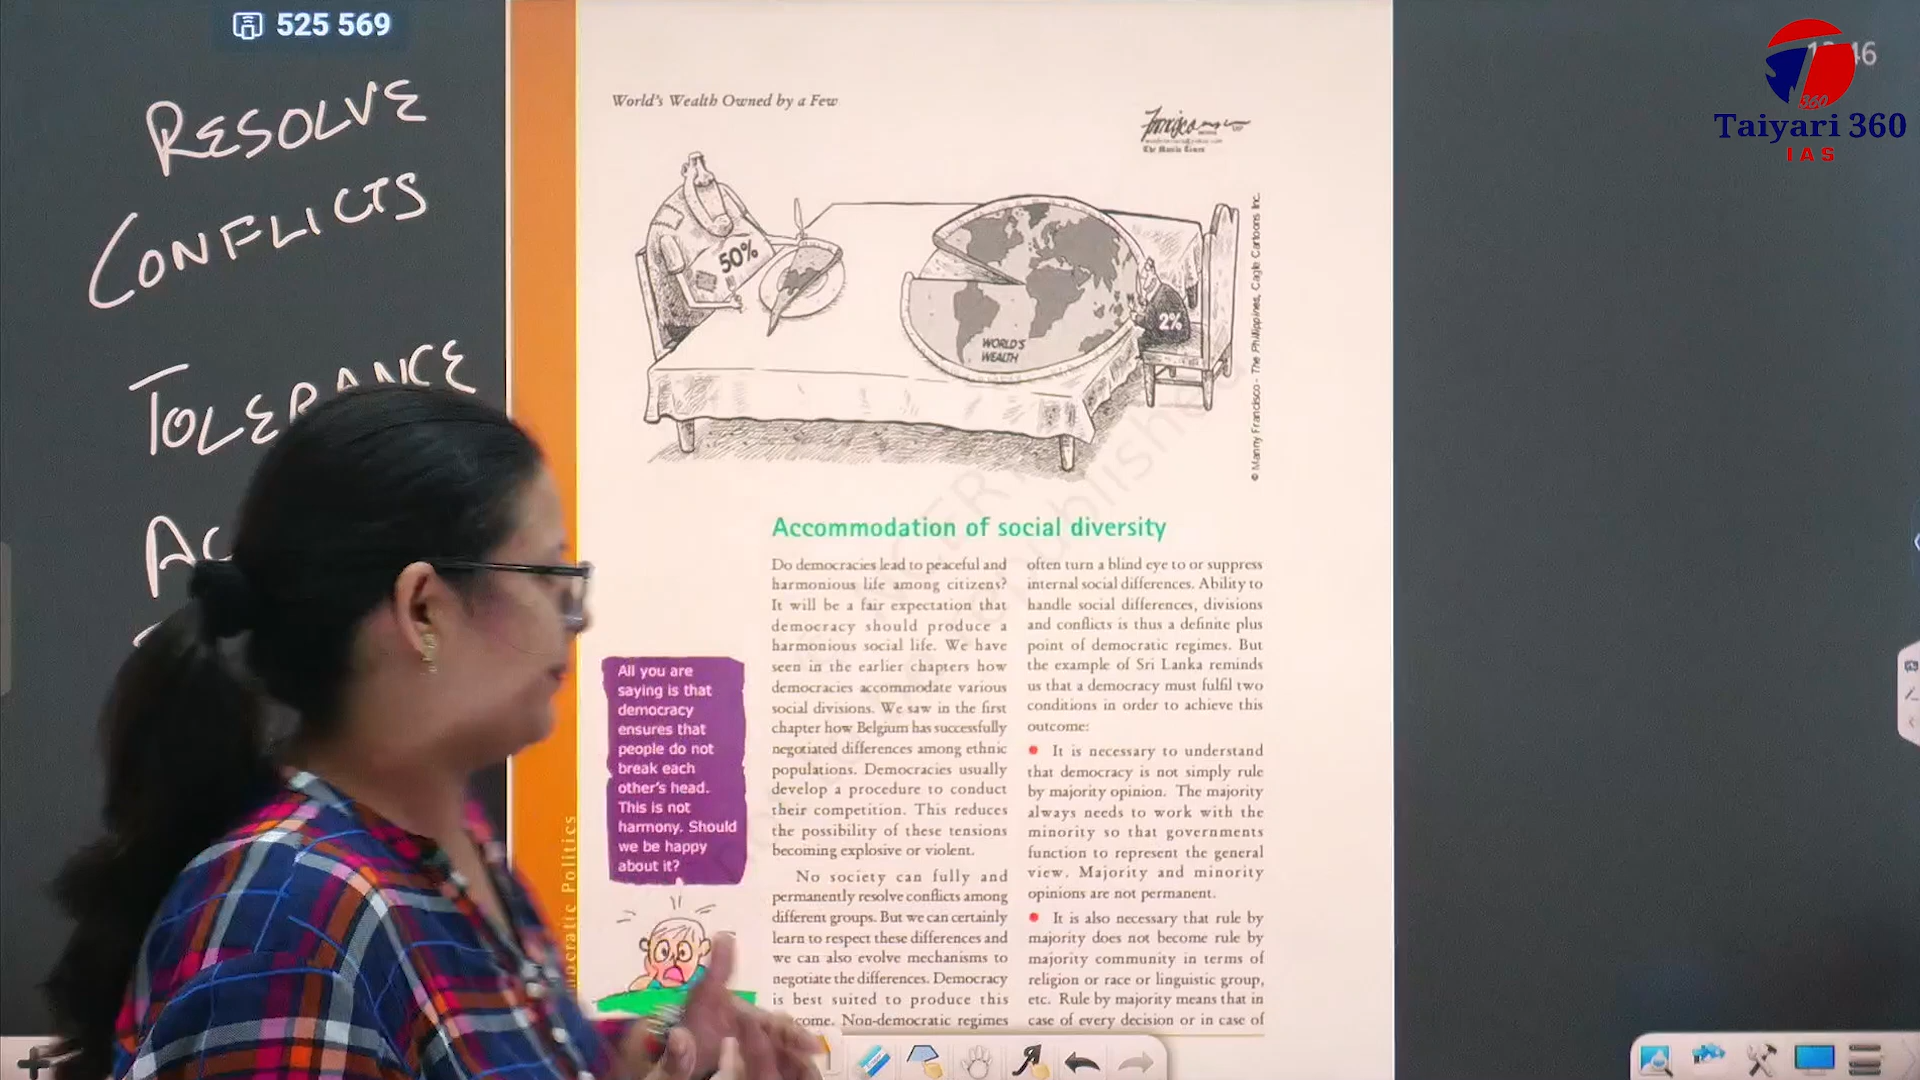 525 569
RESOLVE
CONFLICTS
TOLERANCE
World's Wealth Owned by a Few
The Manila Times
50%
2%
WORLD'S
WEALTH
© Manny Francisco - The Phillippines, Cagle Cartoons Inc.
Taiyari 360
IAS
360
Accommodation of social diversity
Do democracies lead to peaceful and
harmonious life among citizens?
It will be a fair expectation that
democracy should produce a
harmonious social life. We have
seen in the earlier chapters how
democracies accommodate various
social divisions. We saw in the first
chapter how Belgium has successfully
negotiated differences among ethnic
populations. Democracies usually
develop a procedure to conduct
their competition. This reduces
the possibility of these tensions
becoming explosive or violent.
No society can fully and
permanently resolve conflicts among
different groups. But we can certainly
learn to respect these differences and
we can also evolve mechanisms to
negotiate the differences. Democracy
is best suited to produce this
come. Non-democratic regimes
often turn a blind eye to or suppress
internal social differences. Ability to
handle social differences, divisions
and conflicts is thus a definite plus
point of democratic regimes. But
the example of Sri Lanka reminds
us that a democracy must fulfil two
conditions in order to achieve this
outcome:
• It is necessary to understand
that democracy is not simply rule
by majority opinion. The majority
always needs to work with the
minority so that governments
function to represent the general
view. Majority and minority
opinions are not permanent.
• It is also necessary that rule by
majority does not become rule by
majority community in terms of
religion or race or linguistic group,
etc. Rule by majority means that in
case of every decision or in case of
All you are
saying is that
democracy
ensures that
people do not
break each
other's head.
This is not
harmony. Should
we be happy
about it?
ocratic Politics